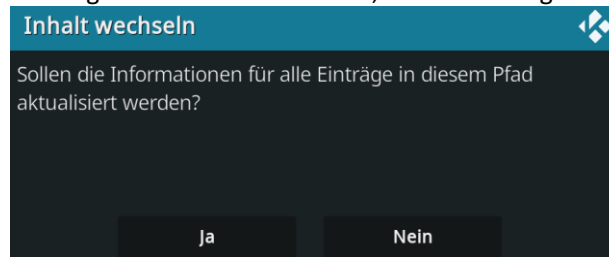 Inhalt wechseln
Sollen die Informationen für alle Einträge in diesem Pfad
aktualisiert werden?
Ja Nein